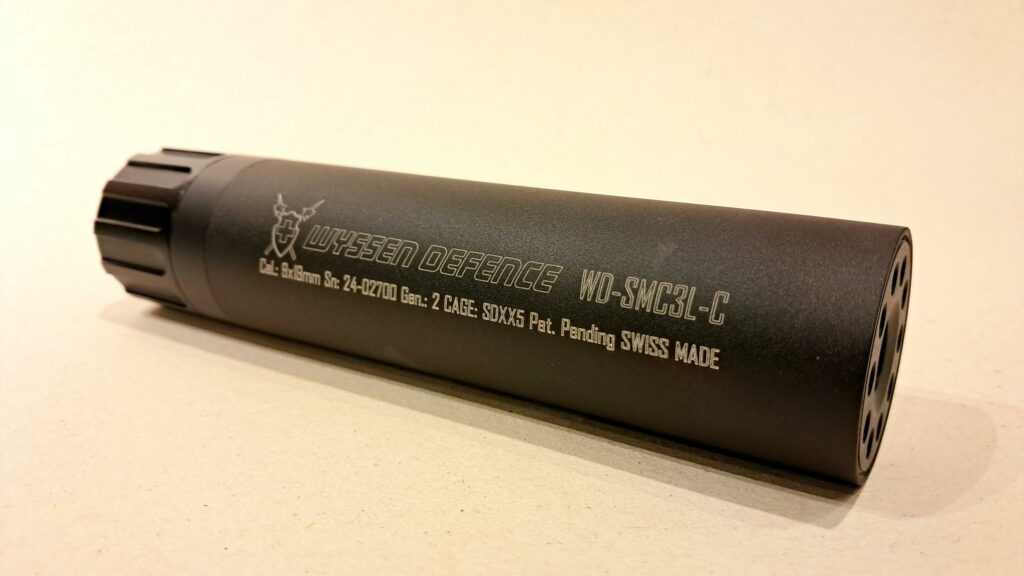 WYSSEN DEFENCE WD-SMC3L-C
Cal.: 9x19mm Sn: 24-02700 Gen.: 2 CAGE: SDXX5 Pat. Pending SWISS MADE